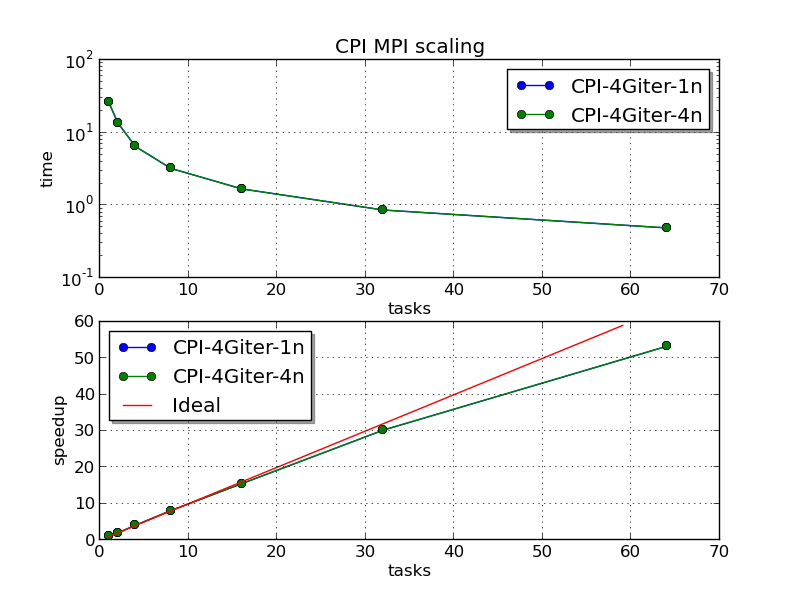 CPI MPI scaling
10^2
10^1
10^0
10^-1
time
CPI-4Giter-1n
CPI-4Giter-4n
0 10 20 30 40 50 60 70
tasks
60
50
40
30
20
10
0
speedup
CPI-4Giter-1n
CPI-4Giter-4n
Ideal
0 10 20 30 40 50 60 70
tasks